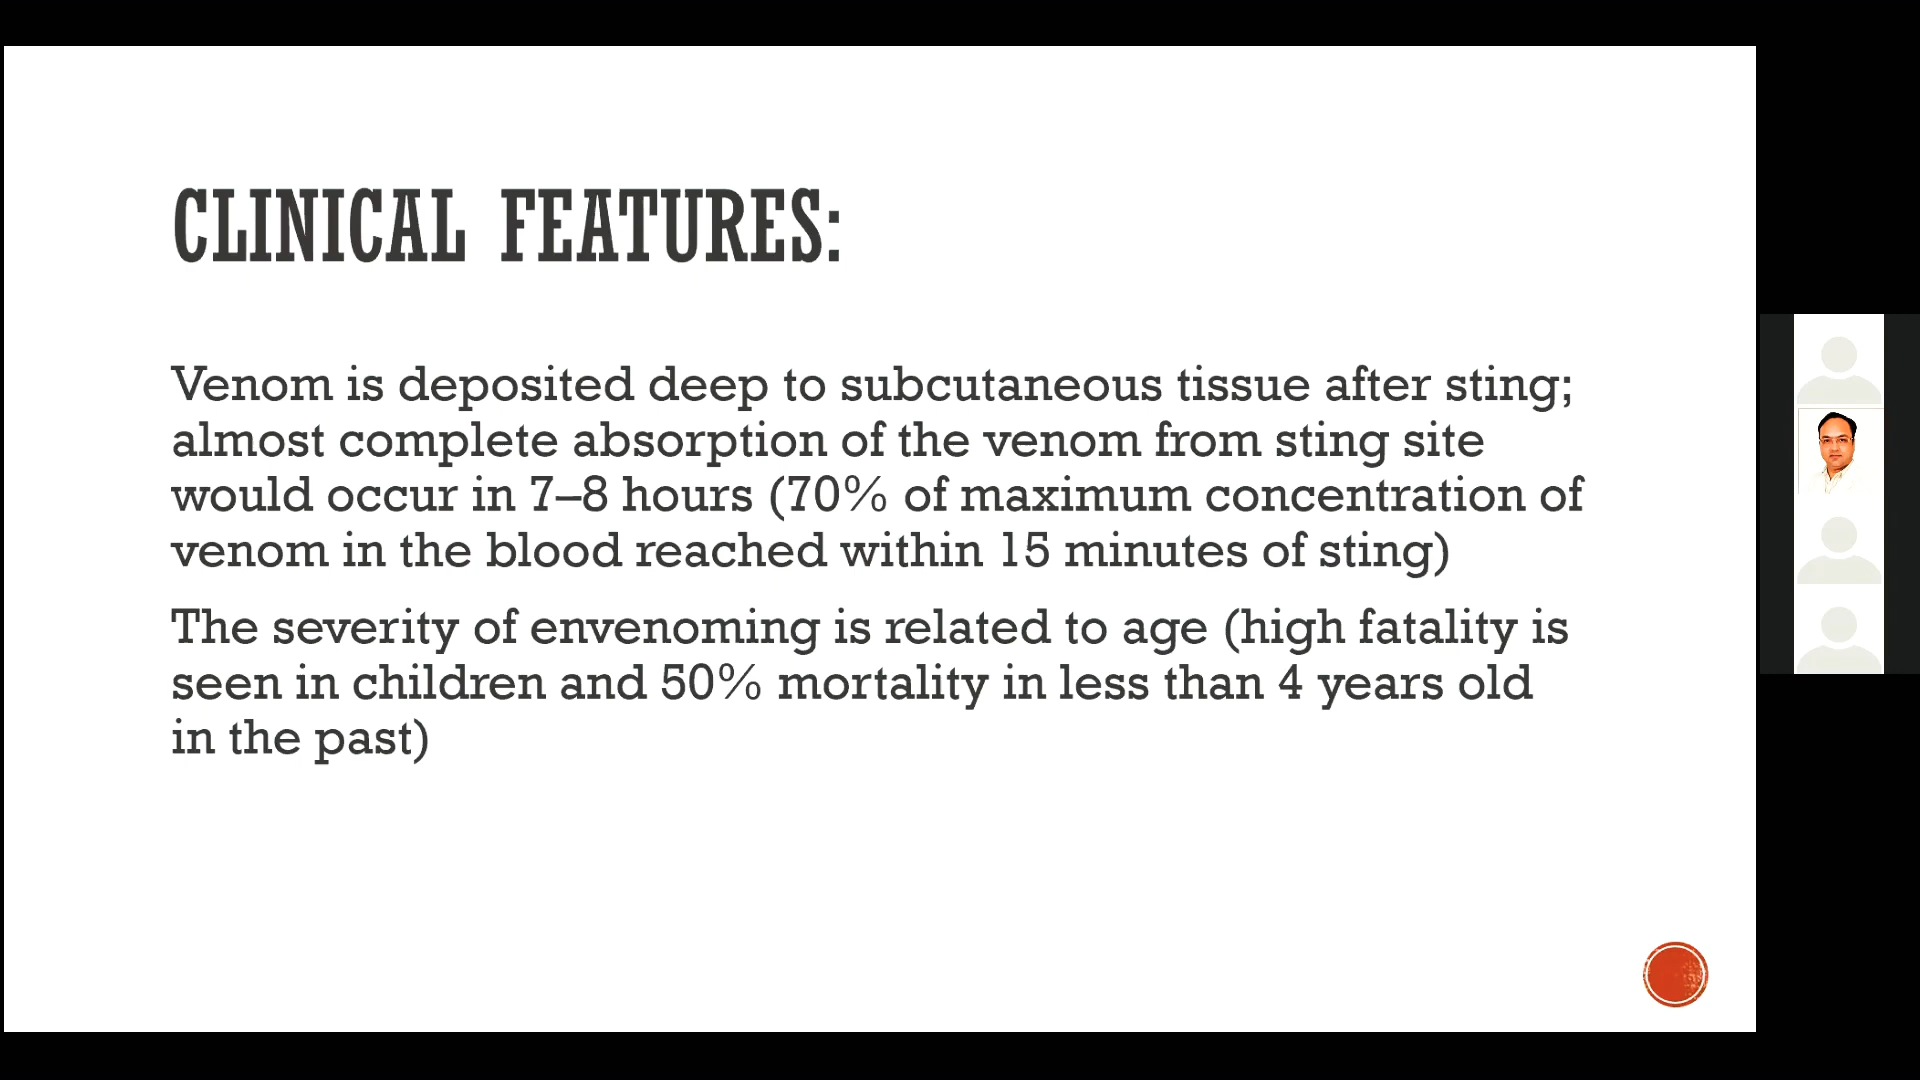 CLINICAL FEATURES:
Venom is deposited deep to subcutaneous tissue after sting;
almost complete absorption of the venom from sting site
would occur in 7–8 hours (70% of maximum concentration of
venom in the blood reached within 15 minutes of sting)
The severity of envenoming is related to age (high fatality is
seen in children and 50% mortality in less than 4 years old
in the past)